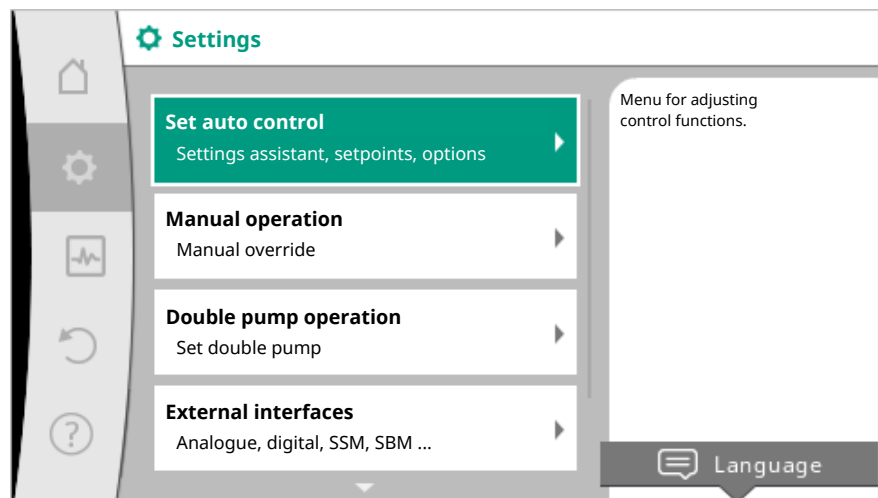 Settings
Set auto control
Settings assistant, setpoints, options
Manual operation
Manual override
Double pump operation
Set double pump
External interfaces
Analogue, digital, SSM, SBM ...
Menu for adjusting
control functions.
?
Language